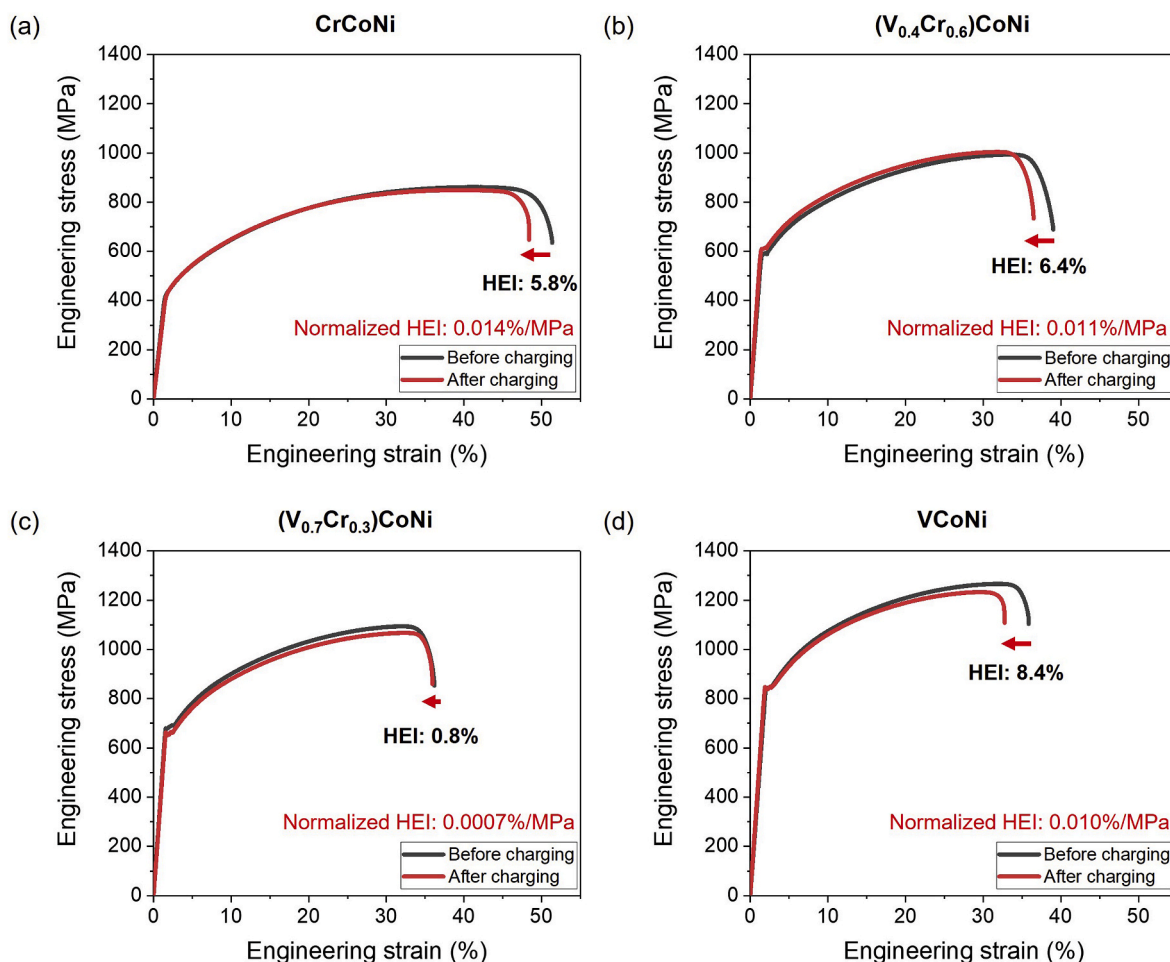 (a)
CrCoNi
Engineering stress (MPa)
1400
1200
1000
800
600
400
200
0
HEI: 5.8%
Normalized HEI: 0.014%/MPa
Before charging
After charging
0 10 20 30 40 50
Engineering strain (%)
(b)
(V₀.₄Cr₀.₆)CoNi
Engineering stress (MPa)
1400
1200
1000
800
600
400
200
0
HEI: 6.4%
Normalized HEI: 0.011%/MPa
Before charging
After charging
0 10 20 30 40 50
Engineering strain (%)
(c)
(V₀.₇Cr₀.₃)CoNi
Engineering stress (MPa)
1400
1200
1000
800
600
400
200
0
HEI: 0.8%
Normalized HEI: 0.0007%/MPa
Before charging
After charging
0 10 20 30 40 50
Engineering strain (%)
(d)
VCoNi
Engineering stress (MPa)
1400
1200
1000
800
600
400
200
0
HEI: 8.4%
Normalized HEI: 0.010%/MPa
Before charging
After charging
0 10 20 30 40 50
Engineering strain (%)